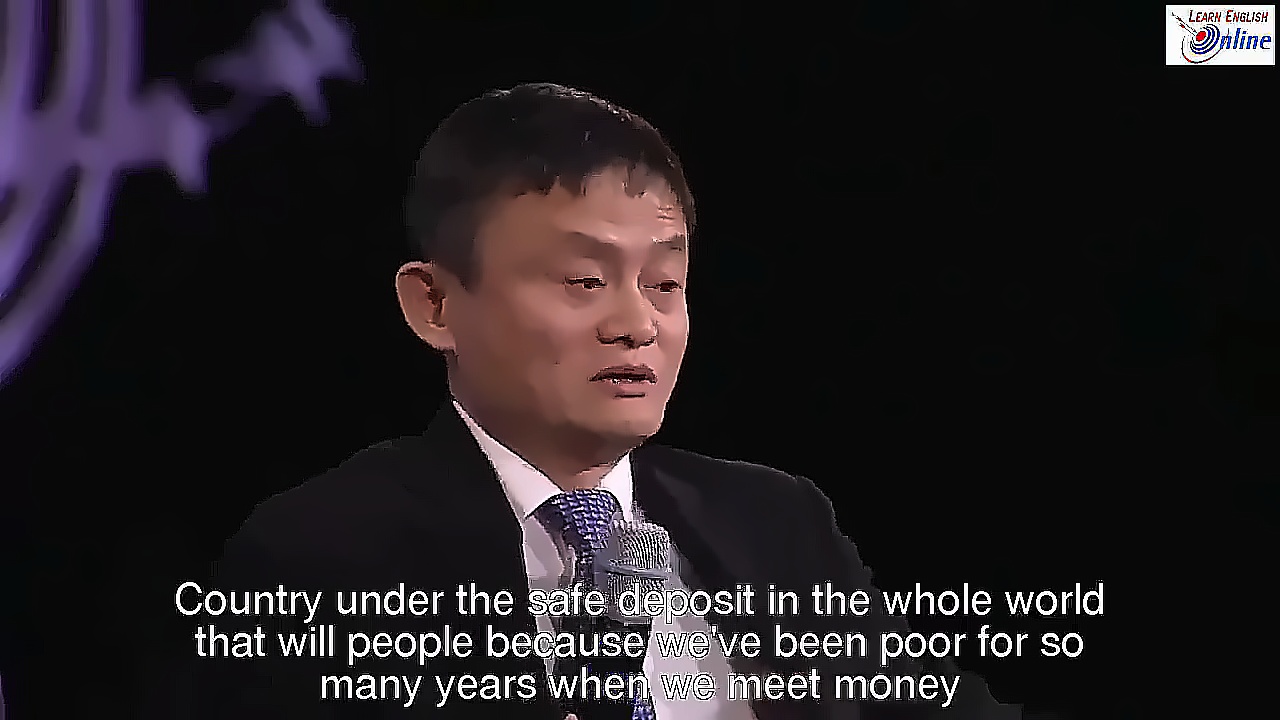 LEARN ENGLISH
Online
Country under the safe deposit in the whole world
that will people because we've been poor for so
many years when we meet money